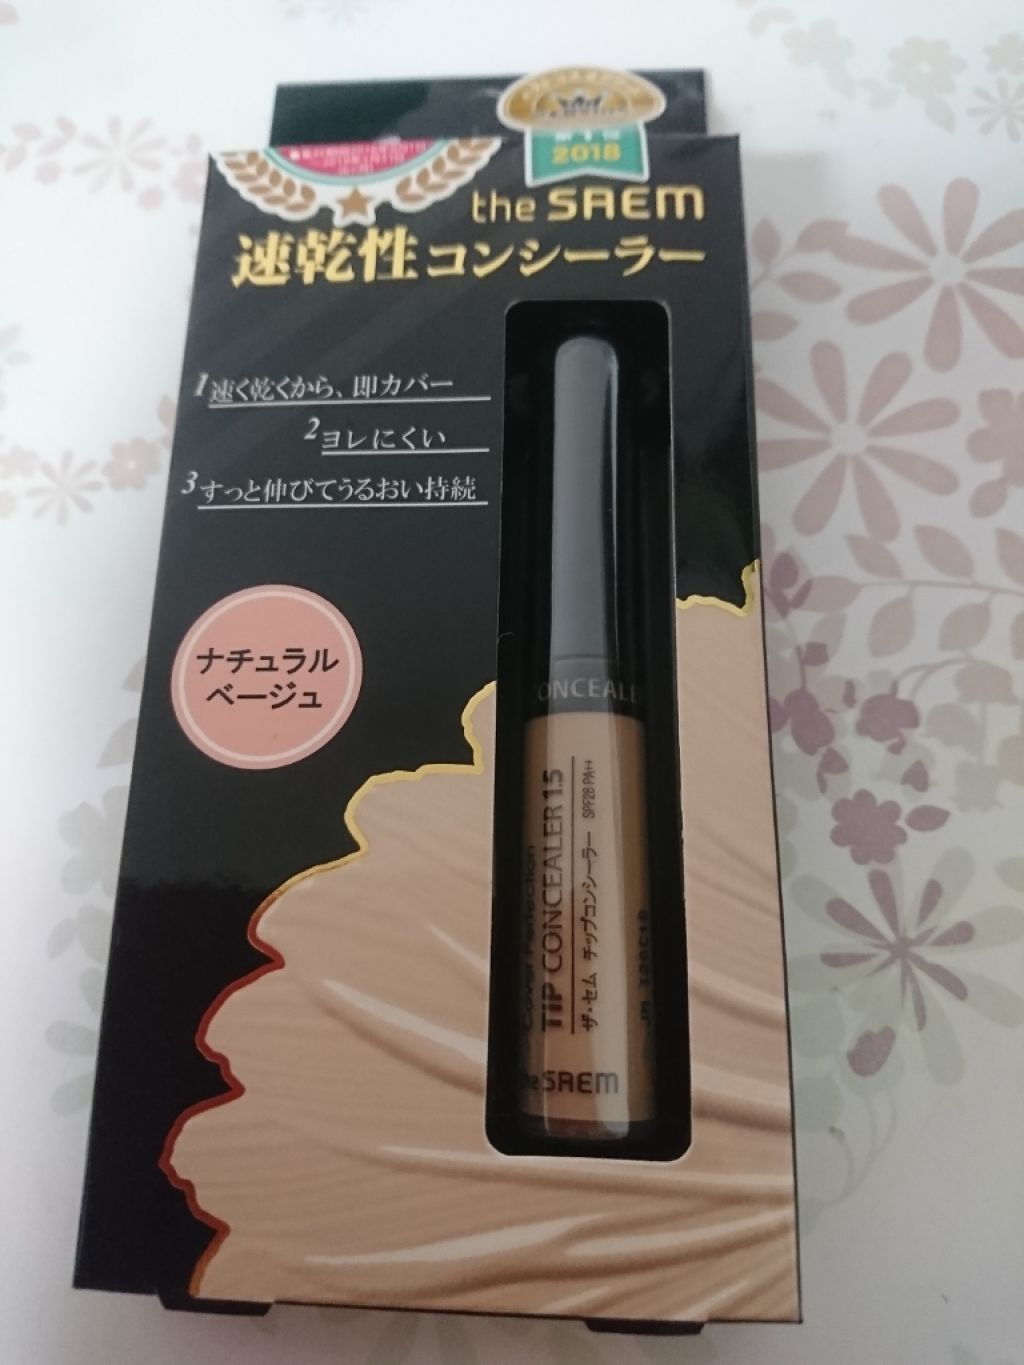 2018
the SAEM
速乾性コンシーラー
1速く乾くから、即カバー
2ヨレにくい
3すっと伸びてうるおい持続
ナチュラル
ベージュ
ONCEALE
Cover Perfection
TIP CONCEALER 1.5
ザ・セム チップコンシーラー SPF28 PA++
the SAEM